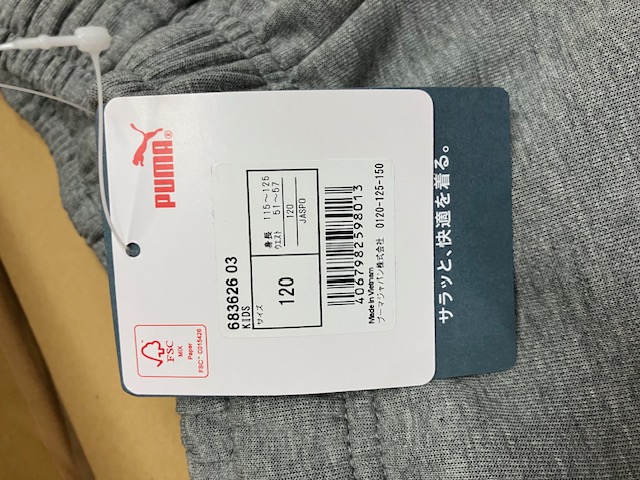 PUMA®
683626 03
KIDS
サイズ
120
身長 115～125
ウエスト 51～57
120
JASPO
4067982598013
Made in Vietnam
プーマジャパン株式会社 0120-125-150
FSC
MIX
Paper
FSC™ C015426
サラッと、快適を着る。